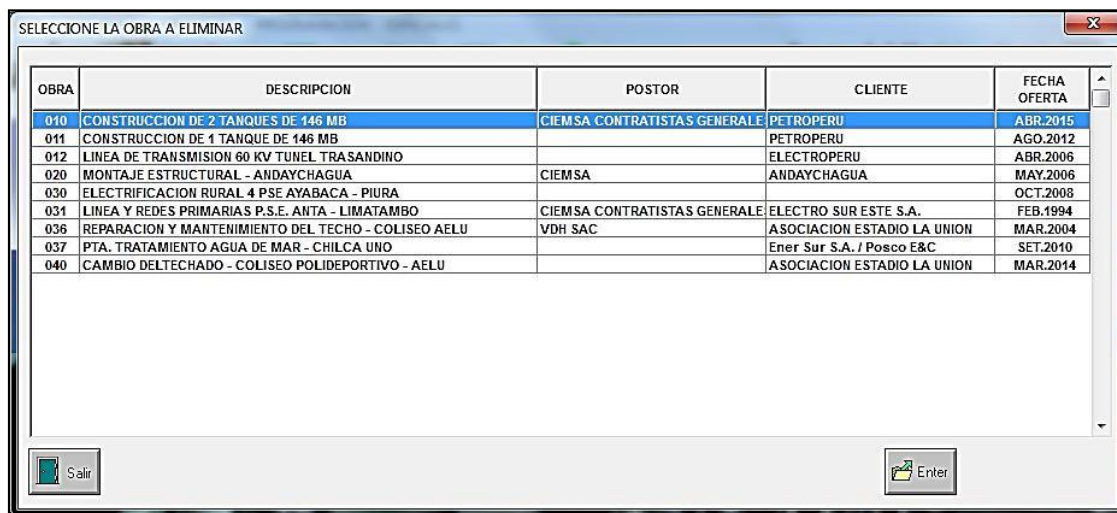 SELECCIONE LA OBRA A ELIMINAR
OBRA DESCRIPCION POSTOR CLIENTE FECHA OFERTA
010 CONSTRUCCION DE 2 TANQUES DE 146 MB CIEMSA CONTRATISTAS GENERALE PETROPERU ABR.2015
011 CONSTRUCCION DE 1 TANQUE DE 146 MB PETROPERU AGO.2012
012 LINEA DE TRANSMISION 60 KV TUNEL TRASANDINO ELECTROPERU ABR.2006
020 MONTAJE ESTRUCTURAL - ANDAYCHAGUA CIEMSA ANDAYCHAGUA MAY.2006
030 ELECTRIFICACION RURAL 4 PSE AYABACA - PIURA OCT.2008
031 LINEA Y REDES PRIMARIAS P.S.E. ANTA - LIMATAMBO CIEMSA CONTRATISTAS GENERALE ELECTRO SUR ESTE S.A. FEB.1994
036 REPARACION Y MANTENIMIENTO DEL TECHO - COLISEO AELU VDH SAC ASOCIACION ESTADIO LA UNION MAR.2004
037 PTA. TRATAMIENTO AGUA DE MAR - CHILCA UNO Ener Sur S.A. / Posco E&C SET.2010
040 CAMBIO DELTECHADO - COLISEO POLIDEPORTIVO - AELU ASOCIACION ESTADIO LA UNION MAR.2014
Salir Enter